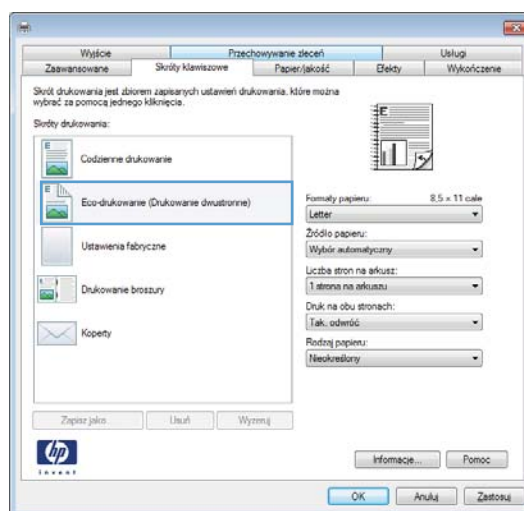 Wyjście
Przechowywanie zleceń
Usługi
Zaawansowane
Skróty klawiszowe
Papier/jakość
Efekty
Wykończenie
Skrót drukowania jest zbiorem zapisanych ustawień drukowania, które można
wybrać za pomocą jednego kliknięcia.
Skróty drukowania:
Codzienne drukowanie
Eco-drukowanie (Drukowanie dwustronne)
Ustawienia fabryczne
Drukowanie broszury
Koperty
Formaty papieru:
8,5 × 11 cale
Letter
Źródło papieru:
Wybór automatyczny
Liczba stron na arkusz:
1 strona na arkuszu
Druk na obu stronach:
Tak, odwróć
Rodzaj papieru:
Nieokreślony
Zapisz jako
Usuń
Wyzeruj
hp
invent
Informacje...
Pomoc
OK
Anuluj
Zastosuj